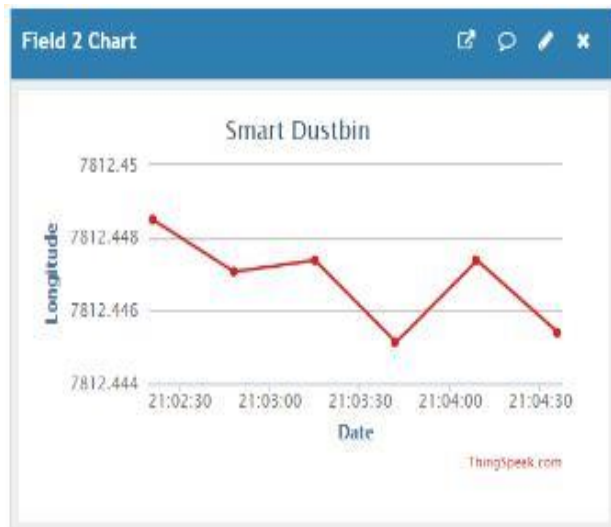 Field 2 Chart
Smart Dustbin
7812.45
7812.448
7812.446
7812.444
Longitude
21:02:30 21:03:00 21:03:30 21:04:00 21:04:30
Date
ThingSpeek.com